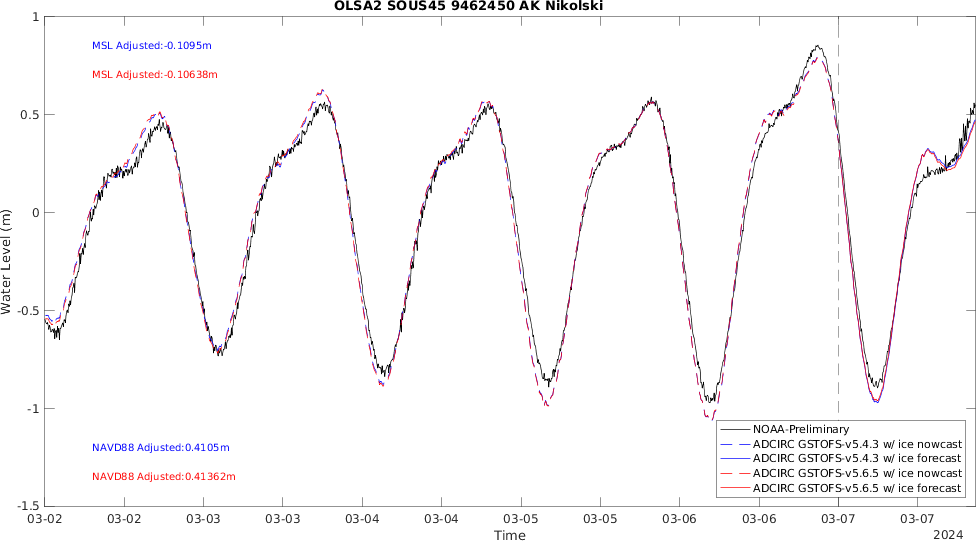 OLSA2 SOUS45 9462450 AK Nikolski
1
MSL Adjusted:-0.1095m
MSL Adjusted:-0.10638m
0.5
0
Water Level (m)
-0.5
-1
NAVD88 Adjusted:0.4105m
NAVD88 Adjusted:0.41362m
-1.5
NOAA-Preliminary
ADCIRC GSTOFS-v5.4.3 w/ ice nowcast
ADCIRC GSTOFS-v5.4.3 w/ ice forecast
ADCIRC GSTOFS-v5.6.5 w/ ice nowcast
ADCIRC GSTOFS-v5.6.5 w/ ice forecast
03-02 03-02 03-03 03-03 03-04 03-04 03-05 03-05 03-06 03-06 03-07 03-07
Time
2024